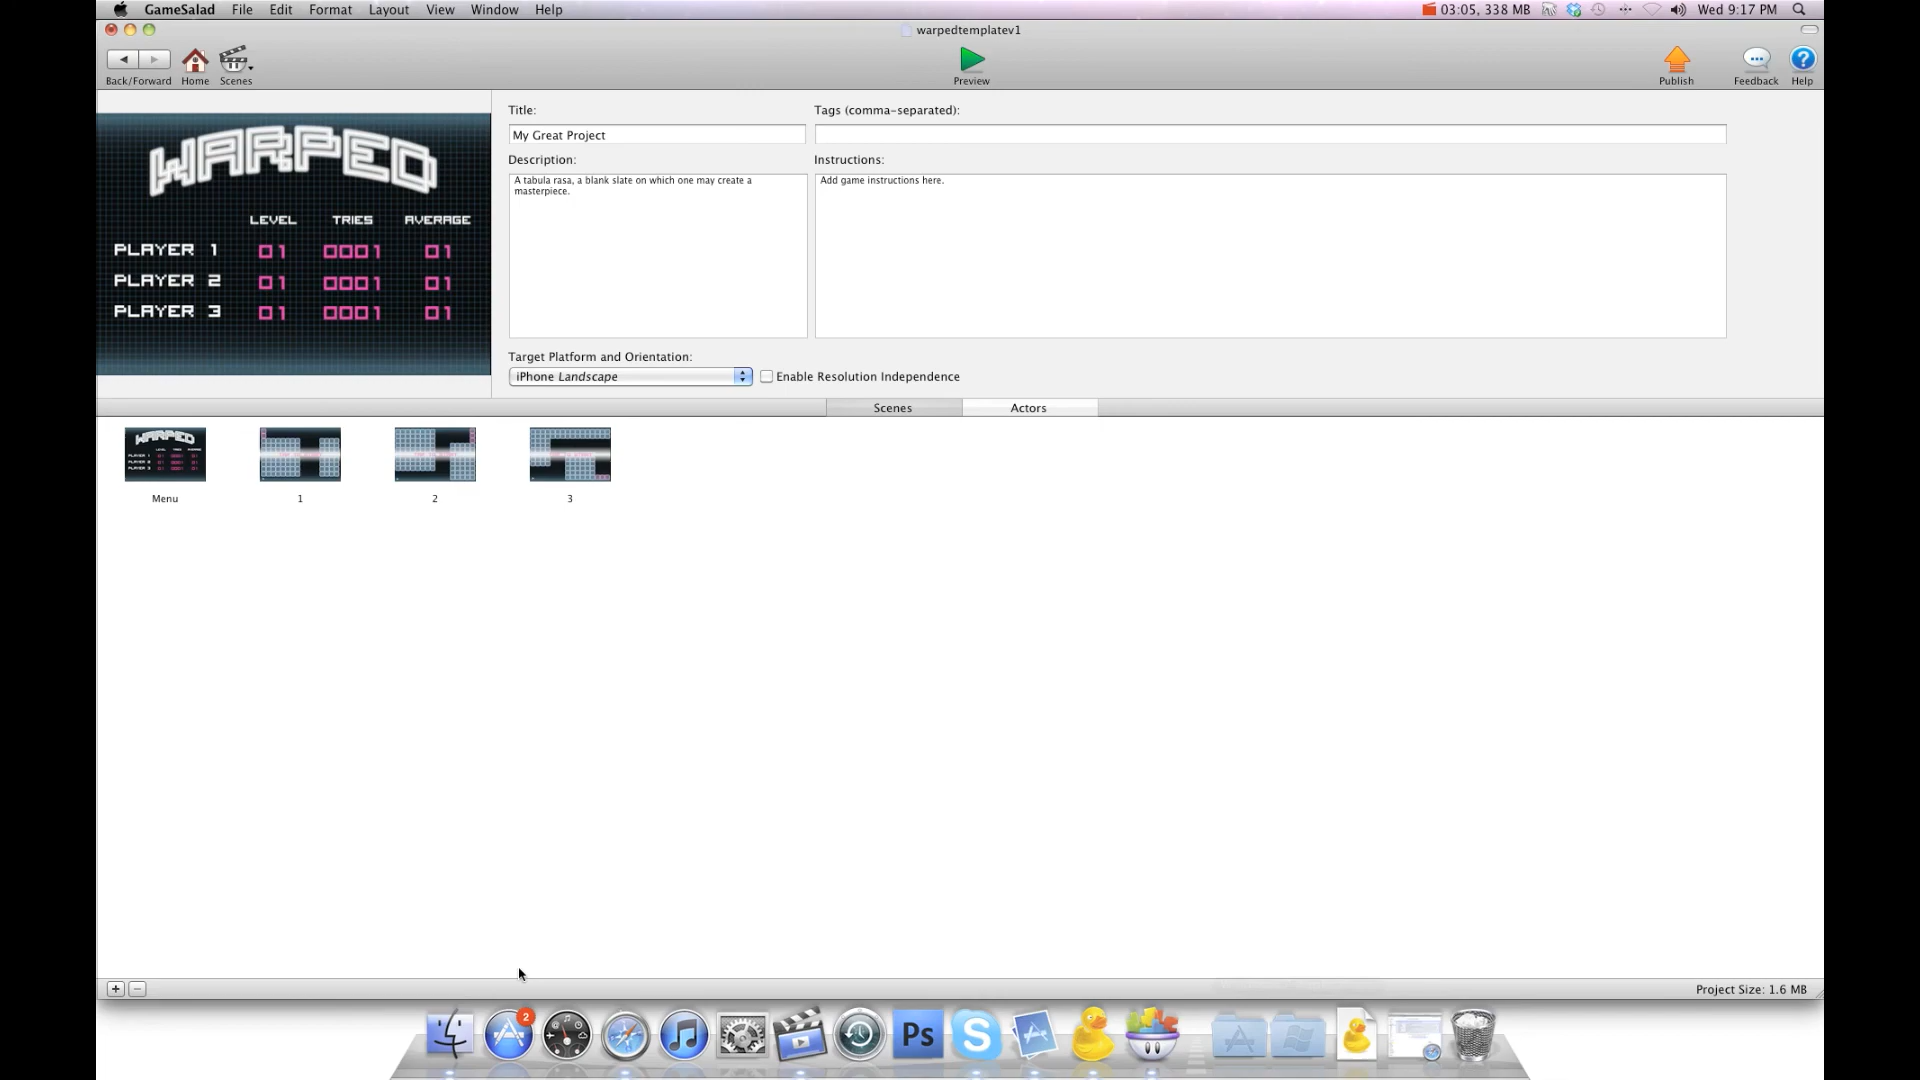 GameSalad File Edit Format Layout View Window Help
03:05, 338 MB Wed 9:17 PM
warpedtemplatev1
Back/Forward Home Scenes Preview Publish Feedback Help
WARPED
LEVEL TRIES AVERAGE
PLAYER 1 01 0001 01
PLAYER 2 01 0001 01
PLAYER 3 01 0001 01
Title:
My Great Project
Tags (comma-separated):
Description:
A tabula rasa, a blank slate on which one may create a
masterpiece.
Instructions:
Add game instructions here.
Target Platform and Orientation:
iPhone Landscape
Enable Resolution Independence
Scenes Actors
WARPED
Menu 1 2 3
+ −
Project Size: 1.6 MB
2
Ps